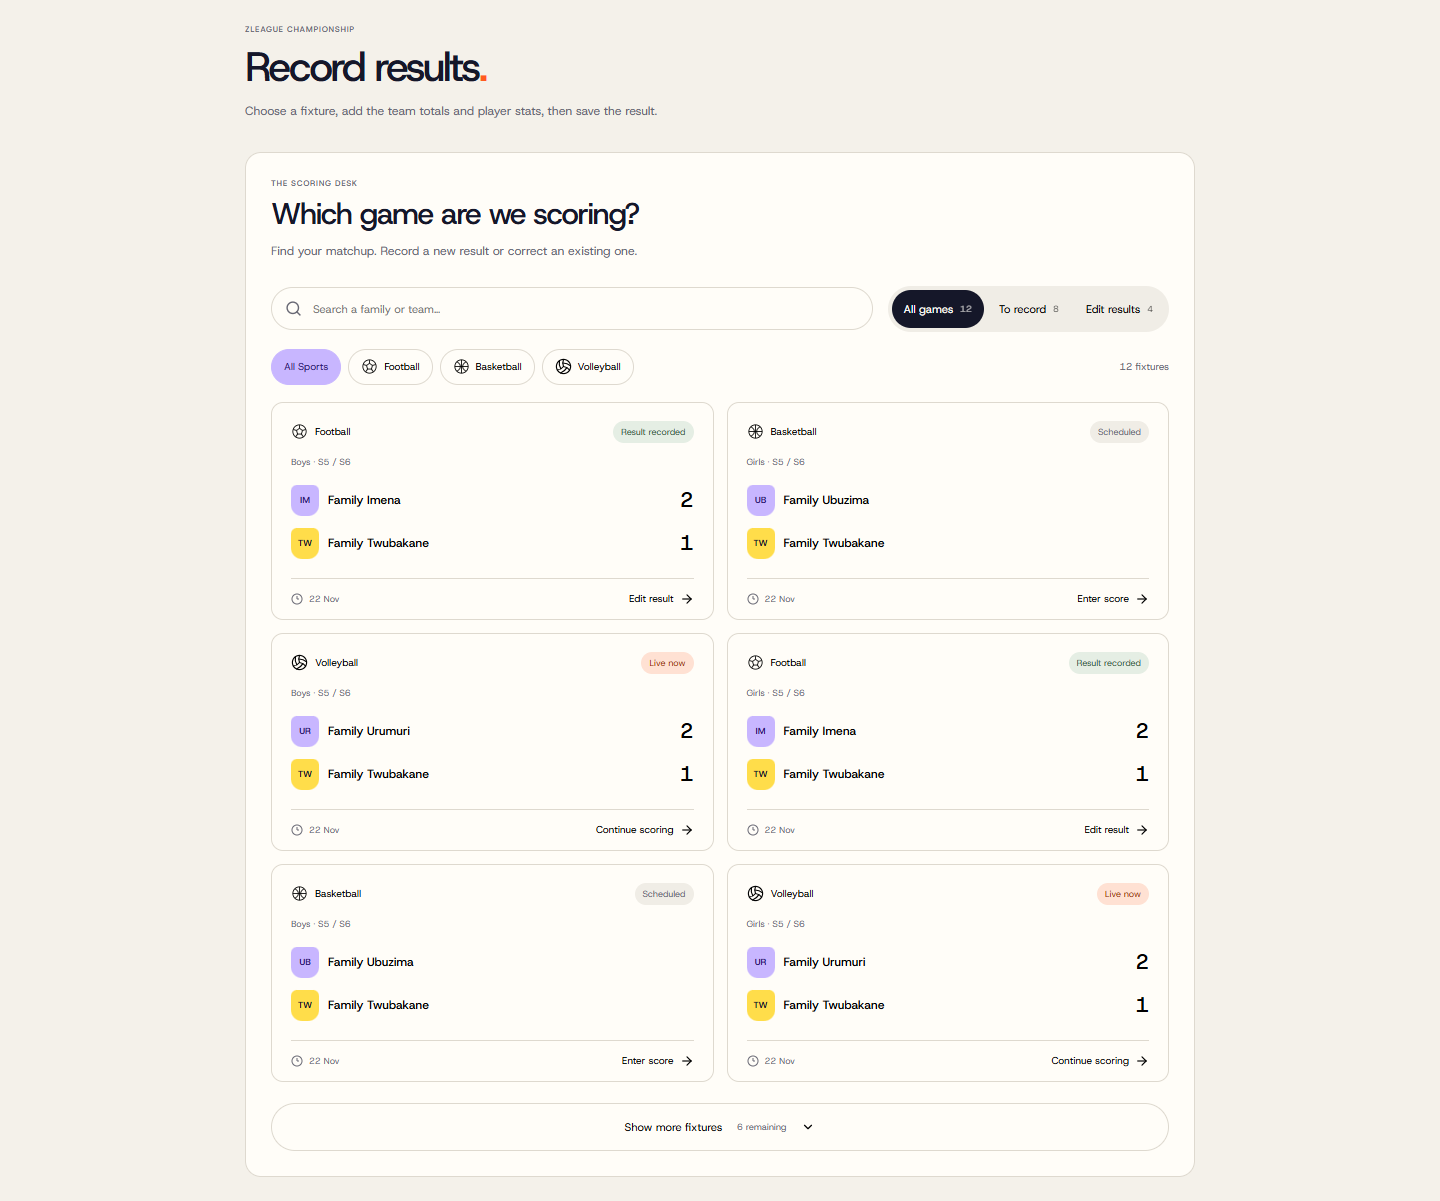 ZLEAGUE CHAMPIONSHIP
Record results.
Choose a fixture, add the team totals and player stats, then save the result.
THE SCORING DESK
Which game are we scoring?
Find your matchup. Record a new result or correct an existing one.
Search a family or team…
All games 12 To record 8 Edit results 4
All Sports Football Basketball Volleyball 12 fixtures
Football Result recorded
Boys · S5 / S6
IM Family Imena 2
TW Family Twubakane 1
22 Nov Edit result
Basketball Scheduled
Girls · S5 / S6
UB Family Ubuzima
TW Family Twubakane
22 Nov Enter score
Volleyball Live now
Boys · S5 / S6
UR Family Urumuri 2
TW Family Twubakane 1
22 Nov Continue scoring
Football Result recorded
Girls · S5 / S6
IM Family Imena 2
TW Family Twubakane 1
22 Nov Edit result
Basketball Scheduled
Boys · S5 / S6
UB Family Ubuzima
TW Family Twubakane
22 Nov Enter score
Volleyball Live now
Girls · S5 / S6
UR Family Urumuri 2
TW Family Twubakane 1
22 Nov Continue scoring
Show more fixtures 6 remaining